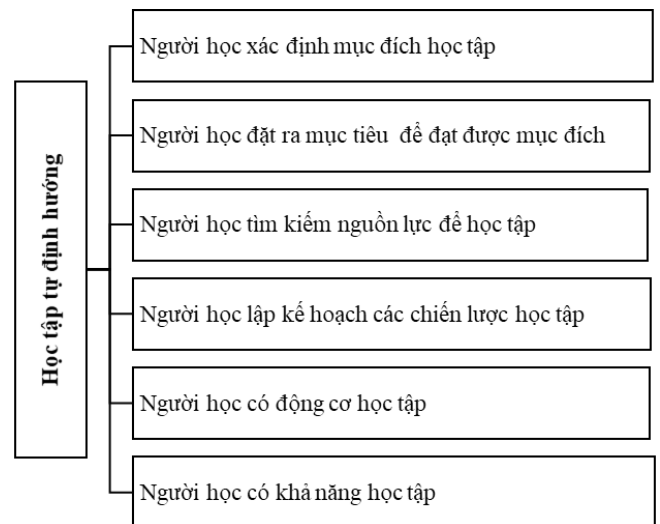 Học tập tự định hướng
Người học xác định mục đích học tập
Người học đặt ra mục tiêu để đạt được mục đích
Người học tìm kiếm nguồn lực để học tập
Người học lập kế hoạch các chiến lược học tập
Người học có động cơ học tập
Người học có khả năng học tập